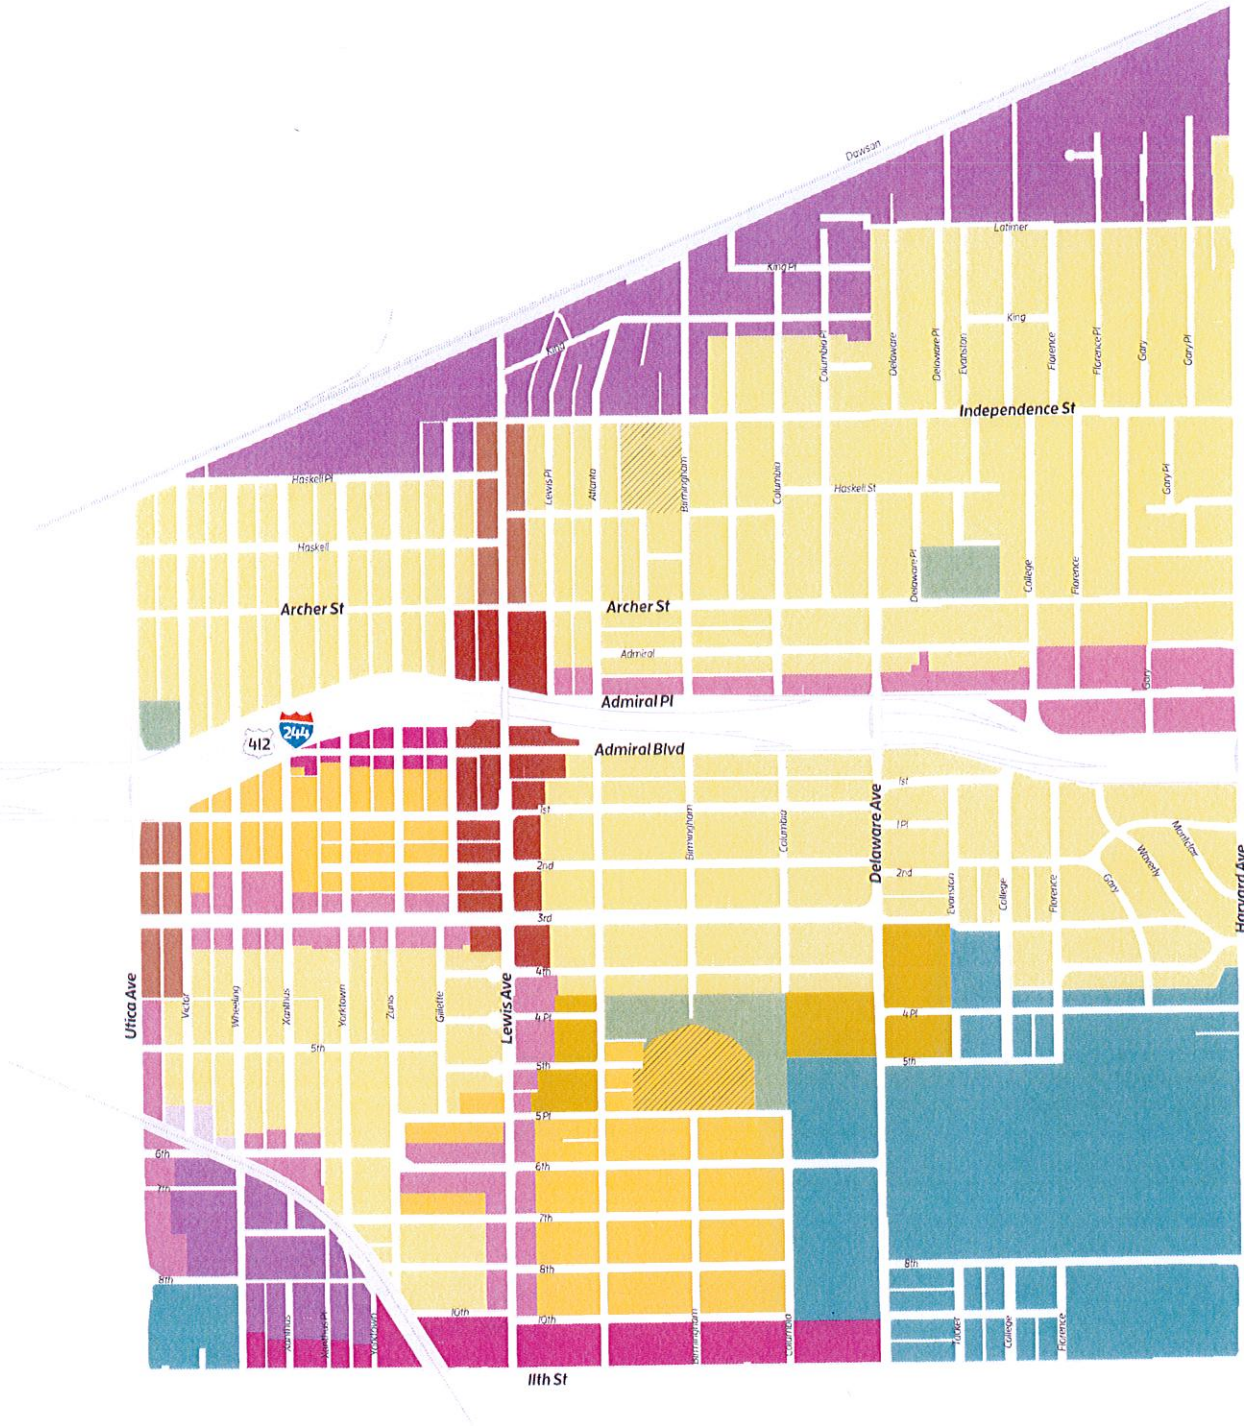 Dawson
Latimer
King Pl
King
King
Columbia Pl
Delaware
Delaware Pl
Evanston
Florence
Florence Pl
Gary
Gary Pl
Independence St
Haskell Pl
Lewis Pl
Atlanta
Birmingham
Columbia
Haskell St
Gary Pl
Haskell
Delaware Pl
College
Florence
Archer St
Archer St
Admiral
Gary
Admiral Pl
412
244
Admiral Blvd
1st
1st
Birmingham
Columbia
Delaware Ave
1 Pl
Montclair
Waverly
2nd
2nd
Gary
Evanston
College
Florence
Harvard Ave
3rd
4th
Utica Ave
Victor
Wheeling
Xanthus
Yorktown
Zunis
Gillette
Lewis Ave
4 Pl
4 Pl
5th
5th
5th
5 Pl
6th
6th
7th
7th
8th
8th
8th
10th
10th
Xanthus
Xanthus Pl
Yorktown
Birmingham
Columbia
Tucker
College
Florence
11th St